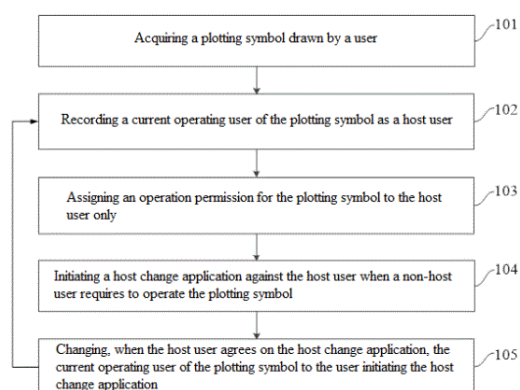 101
Acquiring a plotting symbol drawn by a user
102
Recording a current operating user of the plotting symbol as a host user
103
Assigning an operation permission for the plotting symbol to the host
user only
104
Initiating a host change application against the host user when a non-host
user requires to operate the plotting symbol
105
Changing, when the host user agrees on the host change application, the
current operating user of the plotting symbol to the user initiating the host
change application